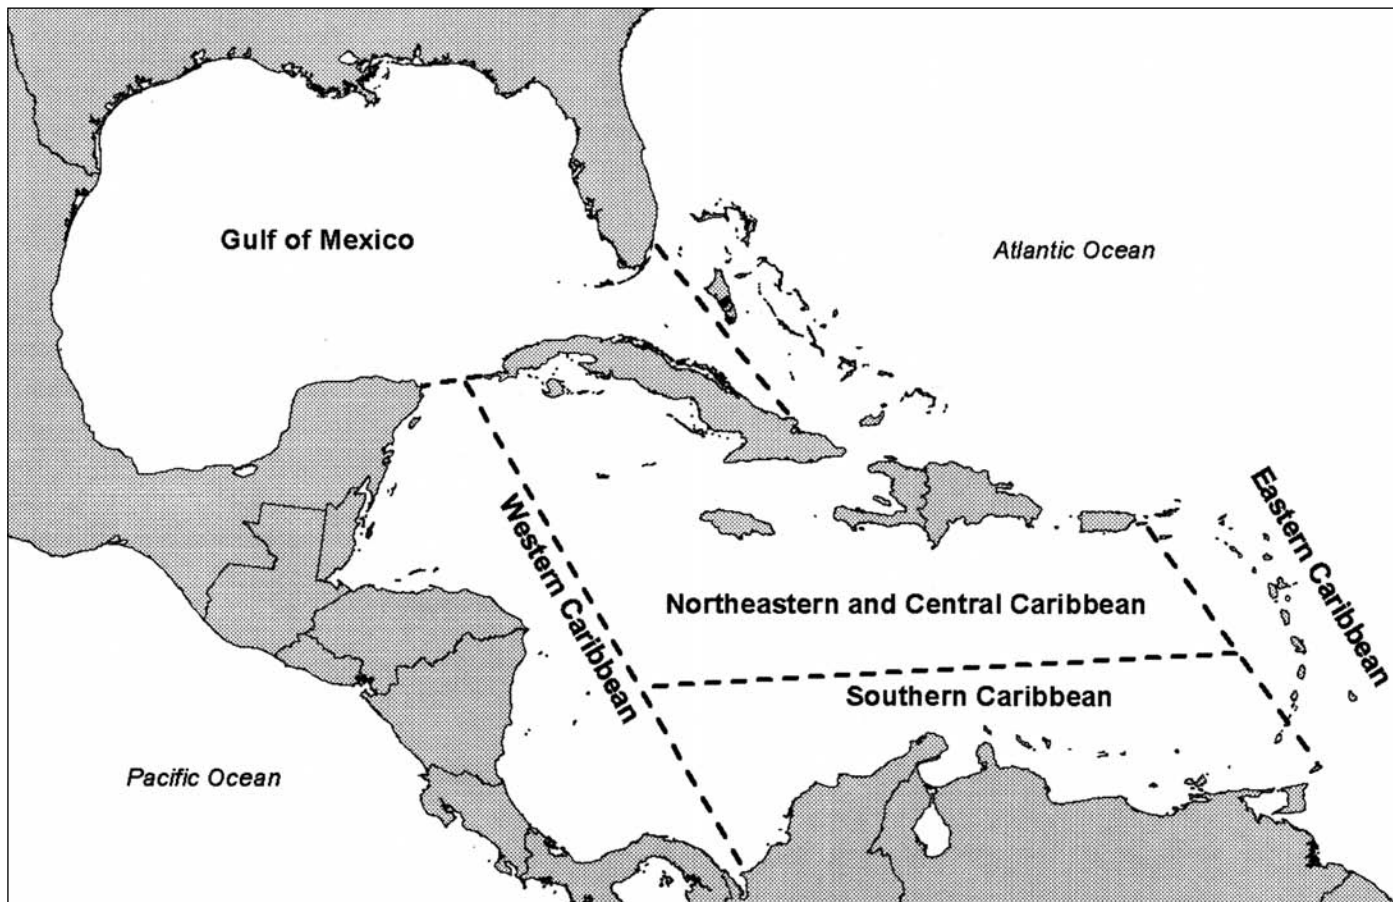 Gulf of Mexico
Atlantic Ocean
Western Caribbean
Eastern Caribbean
Northeastern and Central Caribbean
Southern Caribbean
Pacific Ocean